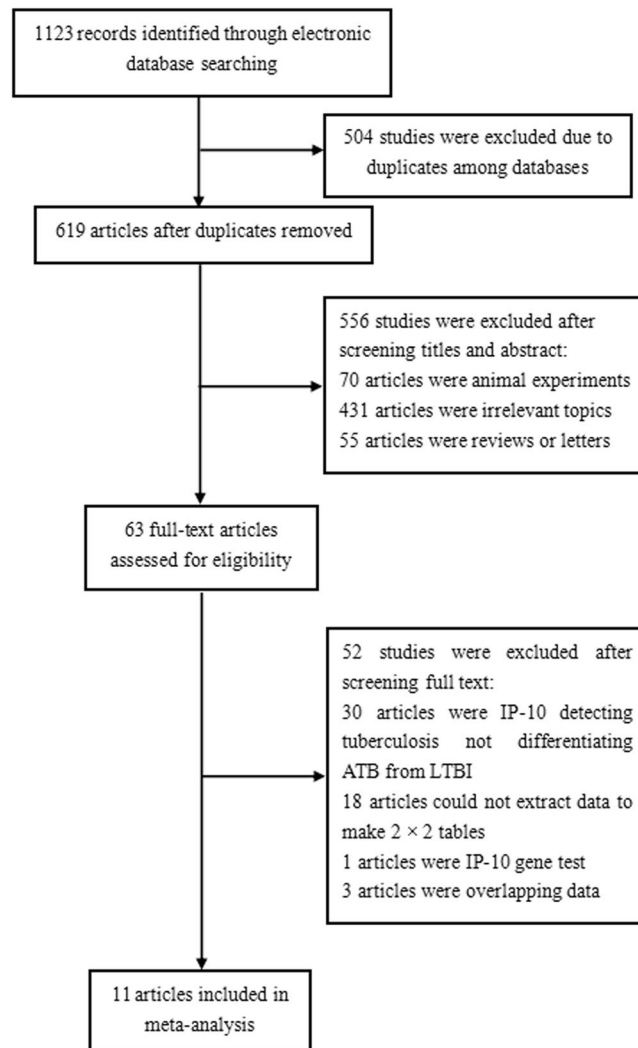 1123 records identified through electronic
database searching
504 studies were excluded due to
duplicates among databases
619 articles after duplicates removed
556 studies were excluded after
screening titles and abstract:
70 articles were animal experiments
431 articles were irrelevant topics
55 articles were reviews or letters
63 full-text articles
assessed for eligibility
52 studies were excluded after
screening full text:
30 articles were IP-10 detecting
tuberculosis not differentiating
ATB from LTBI
18 articles could not extract data to
make 2 × 2 tables
1 articles were IP-10 gene test
3 articles were overlapping data
11 articles included in
meta-analysis